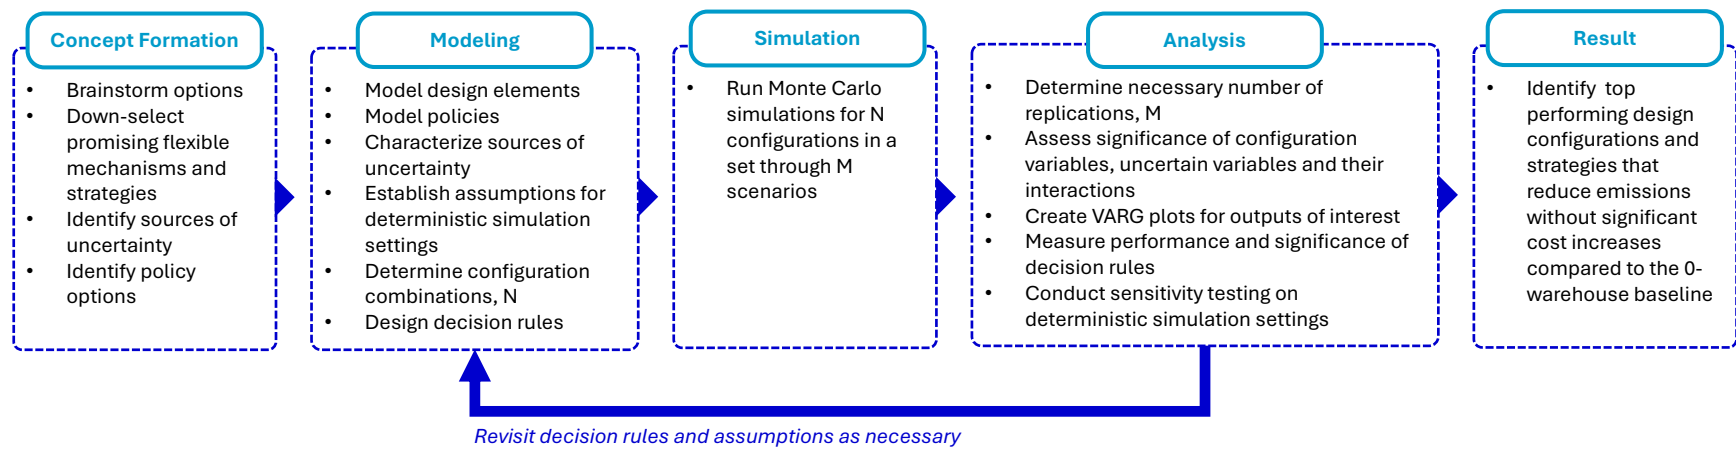 Concept Formation
• Brainstorm options
• Down-select
promising flexible
mechanisms and
strategies
• Identify sources of
uncertainty
• Identify policy
options
Modeling
• Model design elements
• Model policies
• Characterize sources of
uncertainty
• Establish assumptions for
deterministic simulation
settings
• Determine configuration
combinations, N
• Design decision rules
Simulation
• Run Monte Carlo
simulations for N
configurations in a
set through M
scenarios
Analysis
• Determine necessary number of
replications, M
• Assess significance of configuration
variables, uncertain variables and their
interactions
• Create VARG plots for outputs of interest
• Measure performance and significance of
decision rules
• Conduct sensitivity testing on
deterministic simulation settings
Result
• Identify top
performing design
configurations and
strategies that
reduce emissions
without significant
cost increases
compared to the 0-
warehouse baseline
Revisit decision rules and assumptions as necessary